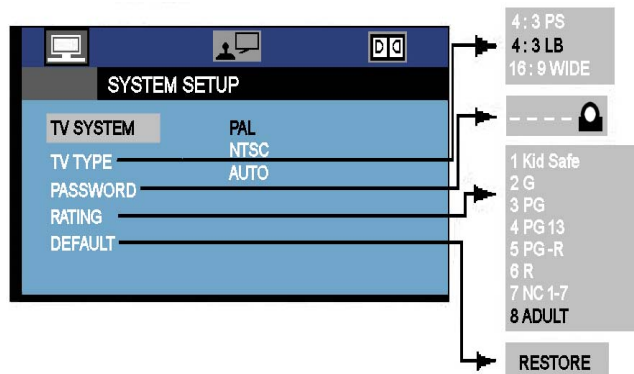 SYSTEM SETUP
TV SYSTEM
TV TYPE
PASSWORD
RATING
DEFAULT
PAL
NTSC
AUTO
4 : 3 PS
4 : 3 LB
16 : 9 WIDE
– – – –
1 Kid Safe
2 G
3 PG
4 PG 13
5 PG -R
6 R
7 NC 1-7
8 ADULT
RESTORE